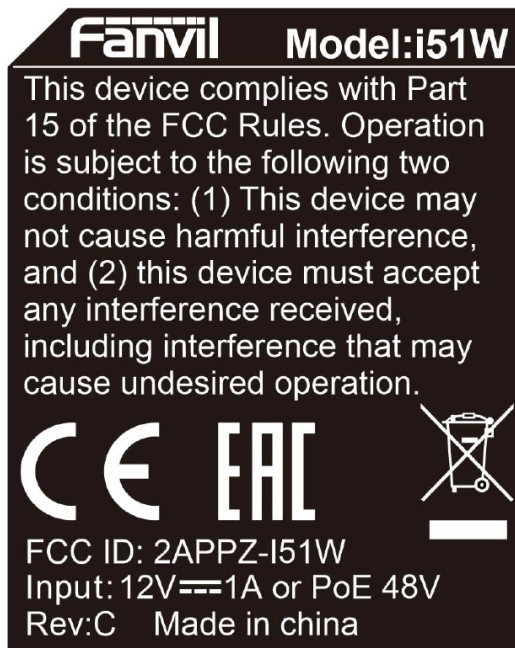 Fanvil Model:i51W
This device complies with Part
15 of the FCC Rules. Operation
is subject to the following two
conditions: (1) This device may
not cause harmful interference,
and (2) this device must accept
any interference received,
including interference that may
cause undesired operation.
CE EAC
FCC ID: 2APPZ-I51W
Input: 12V⎓1A or PoE 48V
Rev:C Made in china